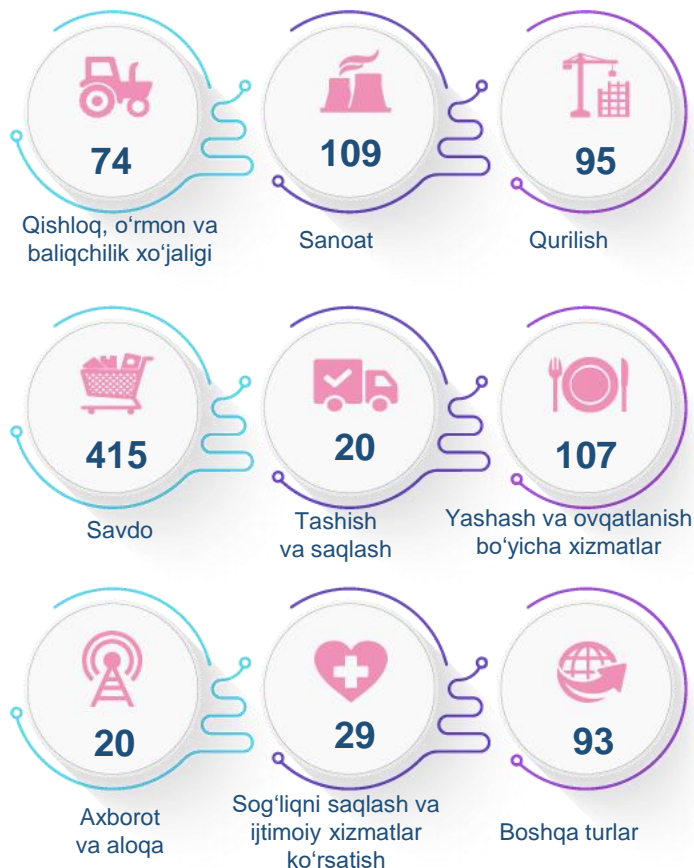 74
Qishloq, o‘rmon va
baliqchilik xo‘jaligi
109
Sanoat
95
Qurilish
415
Savdo
20
Tashish
va saqlash
107
Yashash va ovqatlanish
bo‘yicha xizmatlar
20
Axborot
va aloqa
29
Sog‘liqni saqlash va
ijtimoiy xizmatlar
ko‘rsatish
93
Boshqa turlar